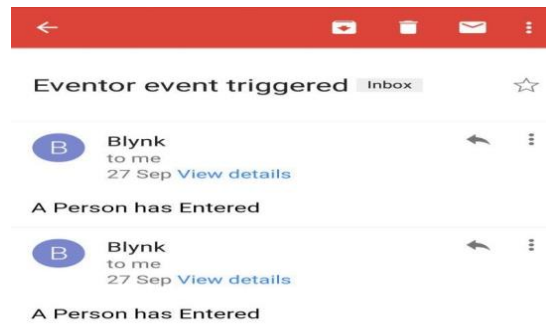 Eventor event triggered Inbox
B Blynk
to me
27 Sep View details
A Person has Entered
B Blynk
to me
27 Sep View details
A Person has Entered